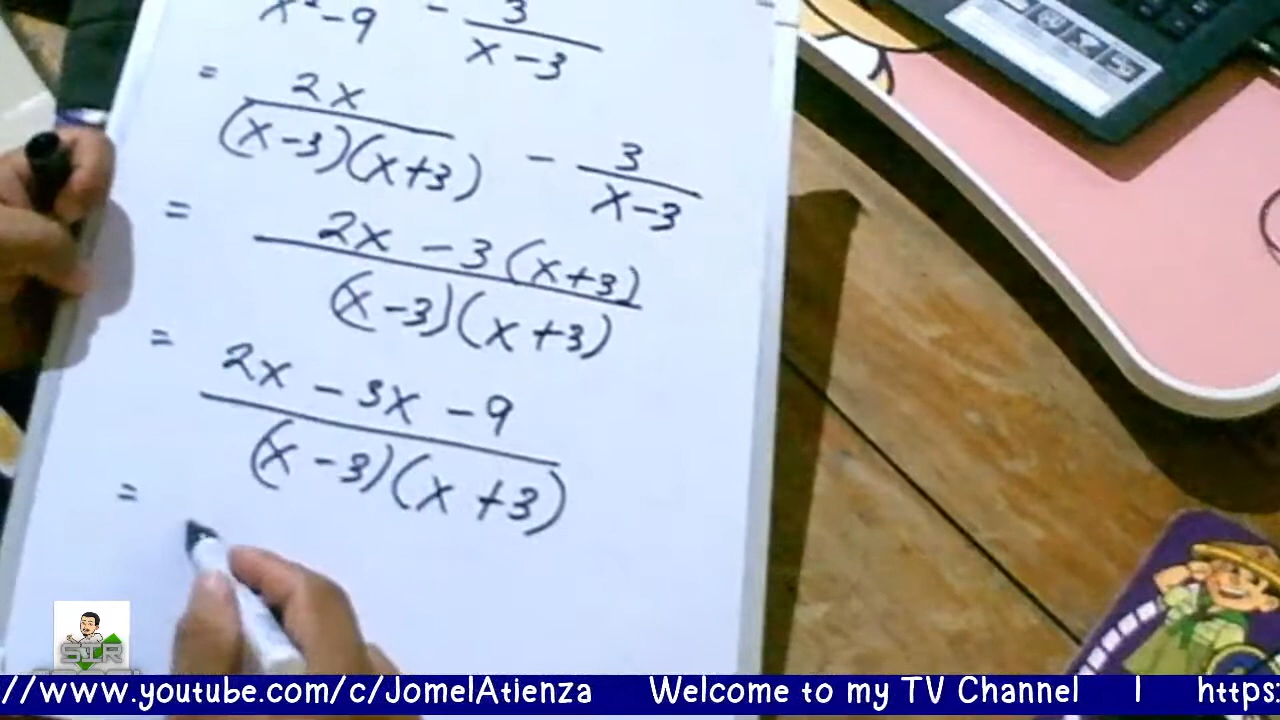 x²-9 - 3/(x-3)
= 2x/((x-3)(x+3)) - 3/(x-3)
= (2x - 3(x+3))/((x-3)(x+3))
= (2x - 3x - 9)/((x-3)(x+3))
=
SIR
//www.youtube.com/c/JomelAtienza Welcome to my TV Channel | https